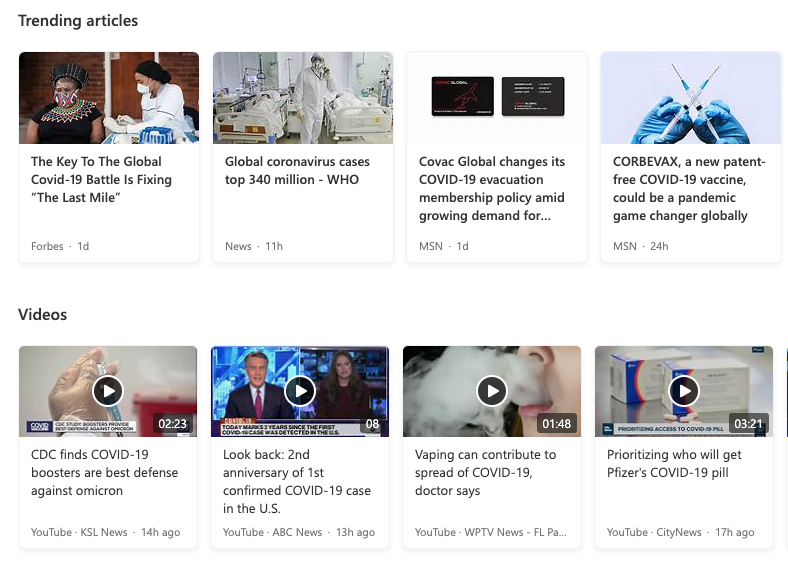 Trending articles
COVAC GLOBAL
COVAC GLOBAL
The Key To The Global
Covid-19 Battle Is Fixing
“The Last Mile”
Forbes · 1d
Global coronavirus cases
top 340 million - WHO
News · 11h
Covac Global changes its
COVID-19 evacuation
membership policy amid
growing demand for...
MSN · 1d
CORBEVAX, a new patent-
free COVID-19 vaccine,
could be a pandemic
game changer globally
MSN · 24h
Videos
COVID
CDC STUDY: BOOSTERS PROVIDE
BEST DEFENSE AGAINST OMICRON
02:23
TODAY MARKS 2 YEARS SINCE THE FIRST
COVID-19 CASE WAS DETECTED IN THE U.S.
08
01:48
PRIORITIZING ACCESS TO COVID-19 PILL
03:21
CDC finds COVID-19
boosters are best defense
against omicron
YouTube · KSL News · 14h ago
Look back: 2nd
anniversary of 1st
confirmed COVID-19 case
in the U.S.
YouTube · ABC News · 13h ago
Vaping can contribute to
spread of COVID-19,
doctor says
YouTube · WPTV News - FL Pa...
Prioritizing who will get
Pfizer's COVID-19 pill
YouTube · CityNews · 17h ago